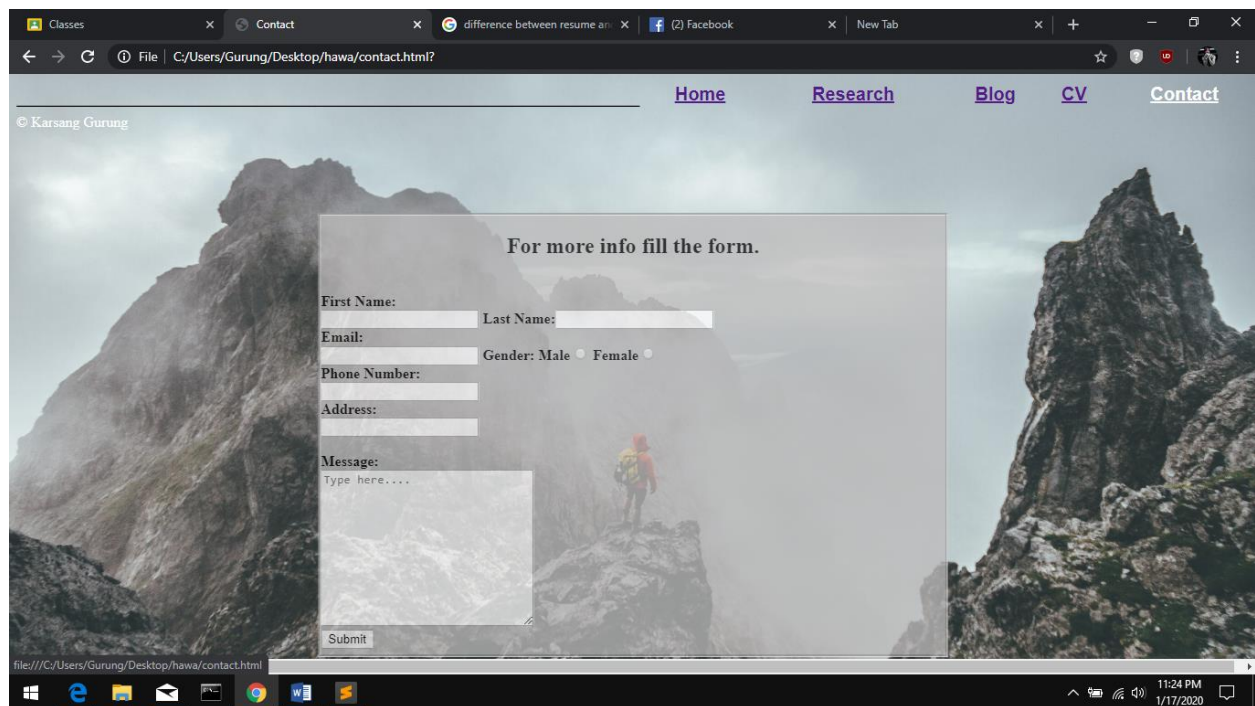 Classes Contact difference between resume an (2) Facebook New Tab
File C:/Users/Gurung/Desktop/hawa/contact.html?
Home Research Blog CV Contact
© Karsang Gurung
For more info fill the form.
First Name:
Last Name:
Email:
Gender: Male Female
Phone Number:
Address:
Message:
Type here....
Submit
file:///C:/Users/Gurung/Desktop/hawa/contact.html
11:24 PM
1/17/2020